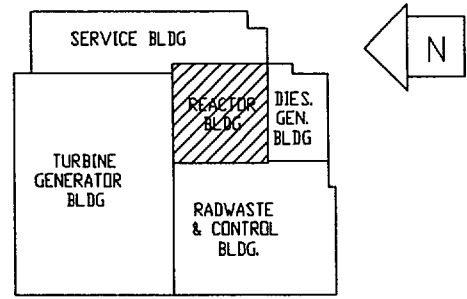 SERVICE BLDG
N
REACTOR
BLDG
DIES.
GEN.
BLDG
TURBINE
GENERATOR
BLDG
RADWASTE
& CONTROL
BLDG.